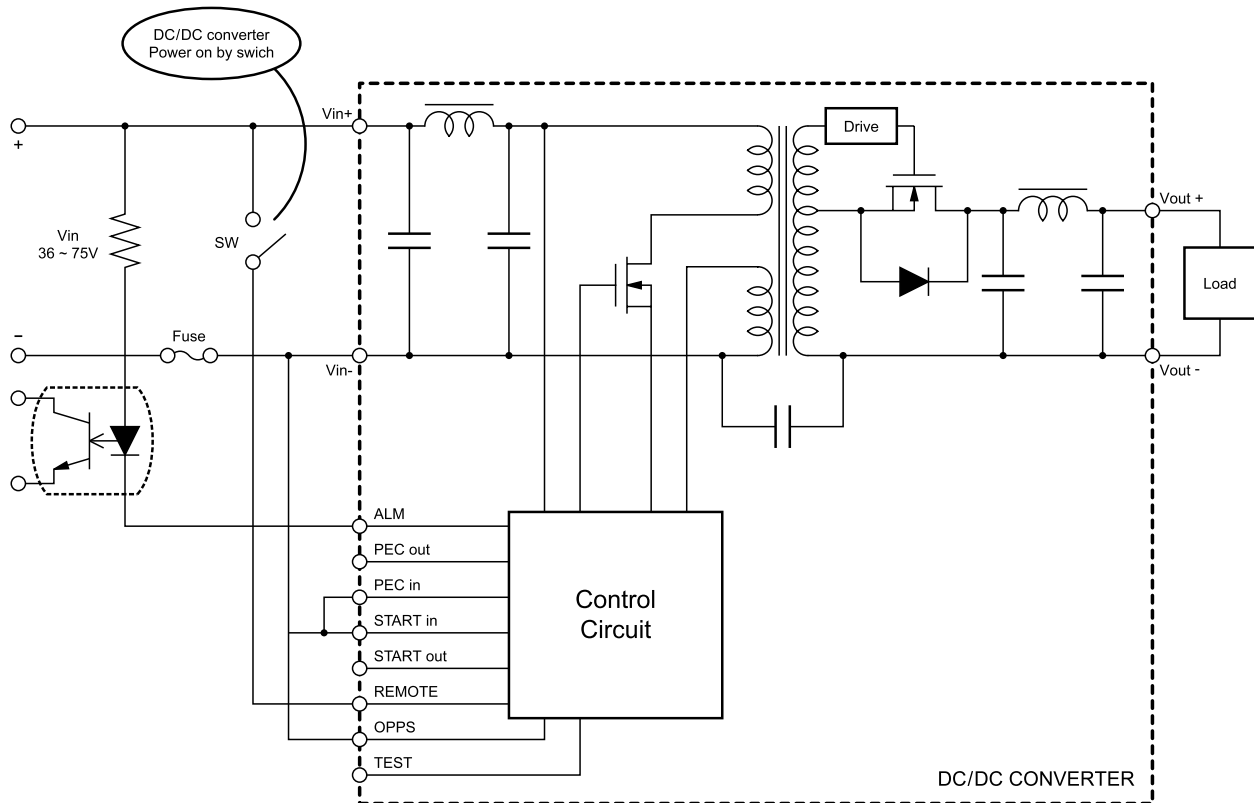 DC/DC converter
Power on by swich
Vin+
+
Drive
Vout +
Vin
36 ~ 75V
SW
Load
−
Fuse
Vin-
Vout -
ALM
PEC out
PEC in
START in
START out
REMOTE
OPPS
TEST
Control
Circuit
DC/DC CONVERTER